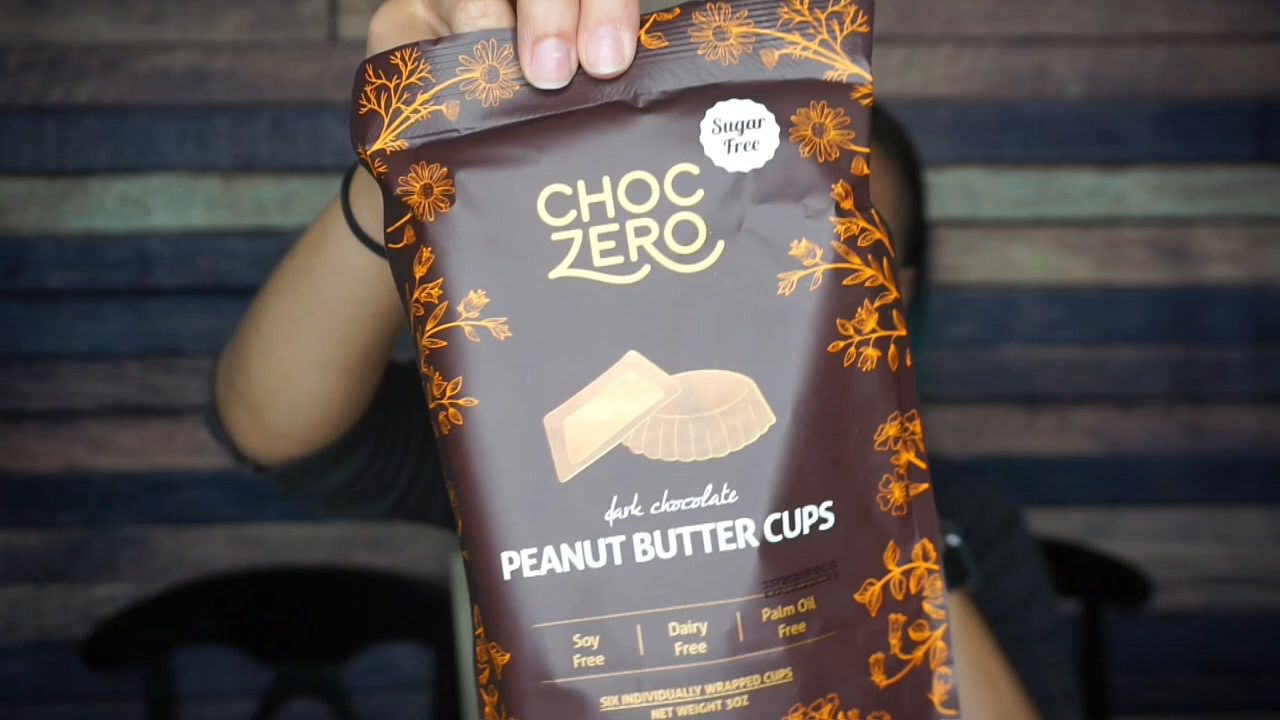 Sugar
Free
CHOC
ZERO
dark chocolate
PEANUT BUTTER CUPS
Soy
Free
Dairy
Free
Palm Oil
Free
SIX INDIVIDUALLY WRAPPED CUPS
NET WEIGHT 3OZ